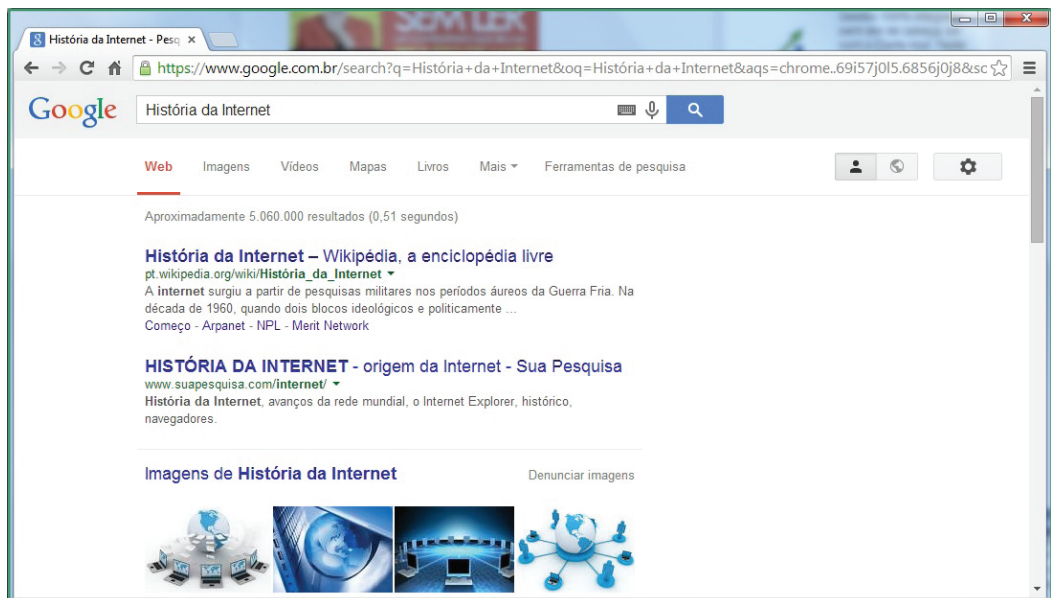 SEM LER
História da Internet - Pesq
https://www.google.com.br/search?q=História+da+Internet&oq=História+da+Internet&aqs=chrome..69i57j0l5.6856j0j8&sc
Google História da Internet
Web Imagens Vídeos Mapas Livros Mais Ferramentas de pesquisa
Aproximadamente 5.060.000 resultados (0,51 segundos)
História da Internet – Wikipédia, a enciclopédia livre
pt.wikipedia.org/wiki/História_da_Internet
A internet surgiu a partir de pesquisas militares nos períodos áureos da Guerra Fria. Na
década de 1960, quando dois blocos ideológicos e politicamente ...
Começo - Arpanet - NPL - Merit Network
HISTÓRIA DA INTERNET - origem da Internet - Sua Pesquisa
www.suapesquisa.com/internet/
História da Internet, avanços da rede mundial, o Internet Explorer, histórico,
navegadores.
Imagens de História da Internet Denunciar imagens